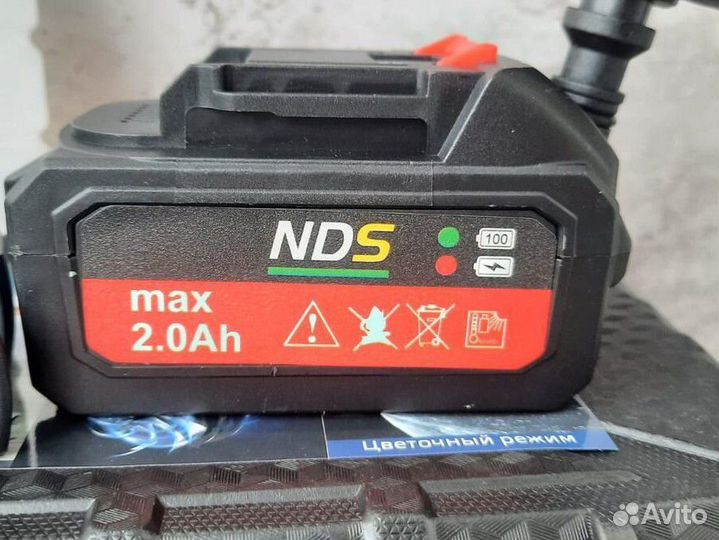 NDS
100
max
2.0Ah
Цветочный режим
Avito